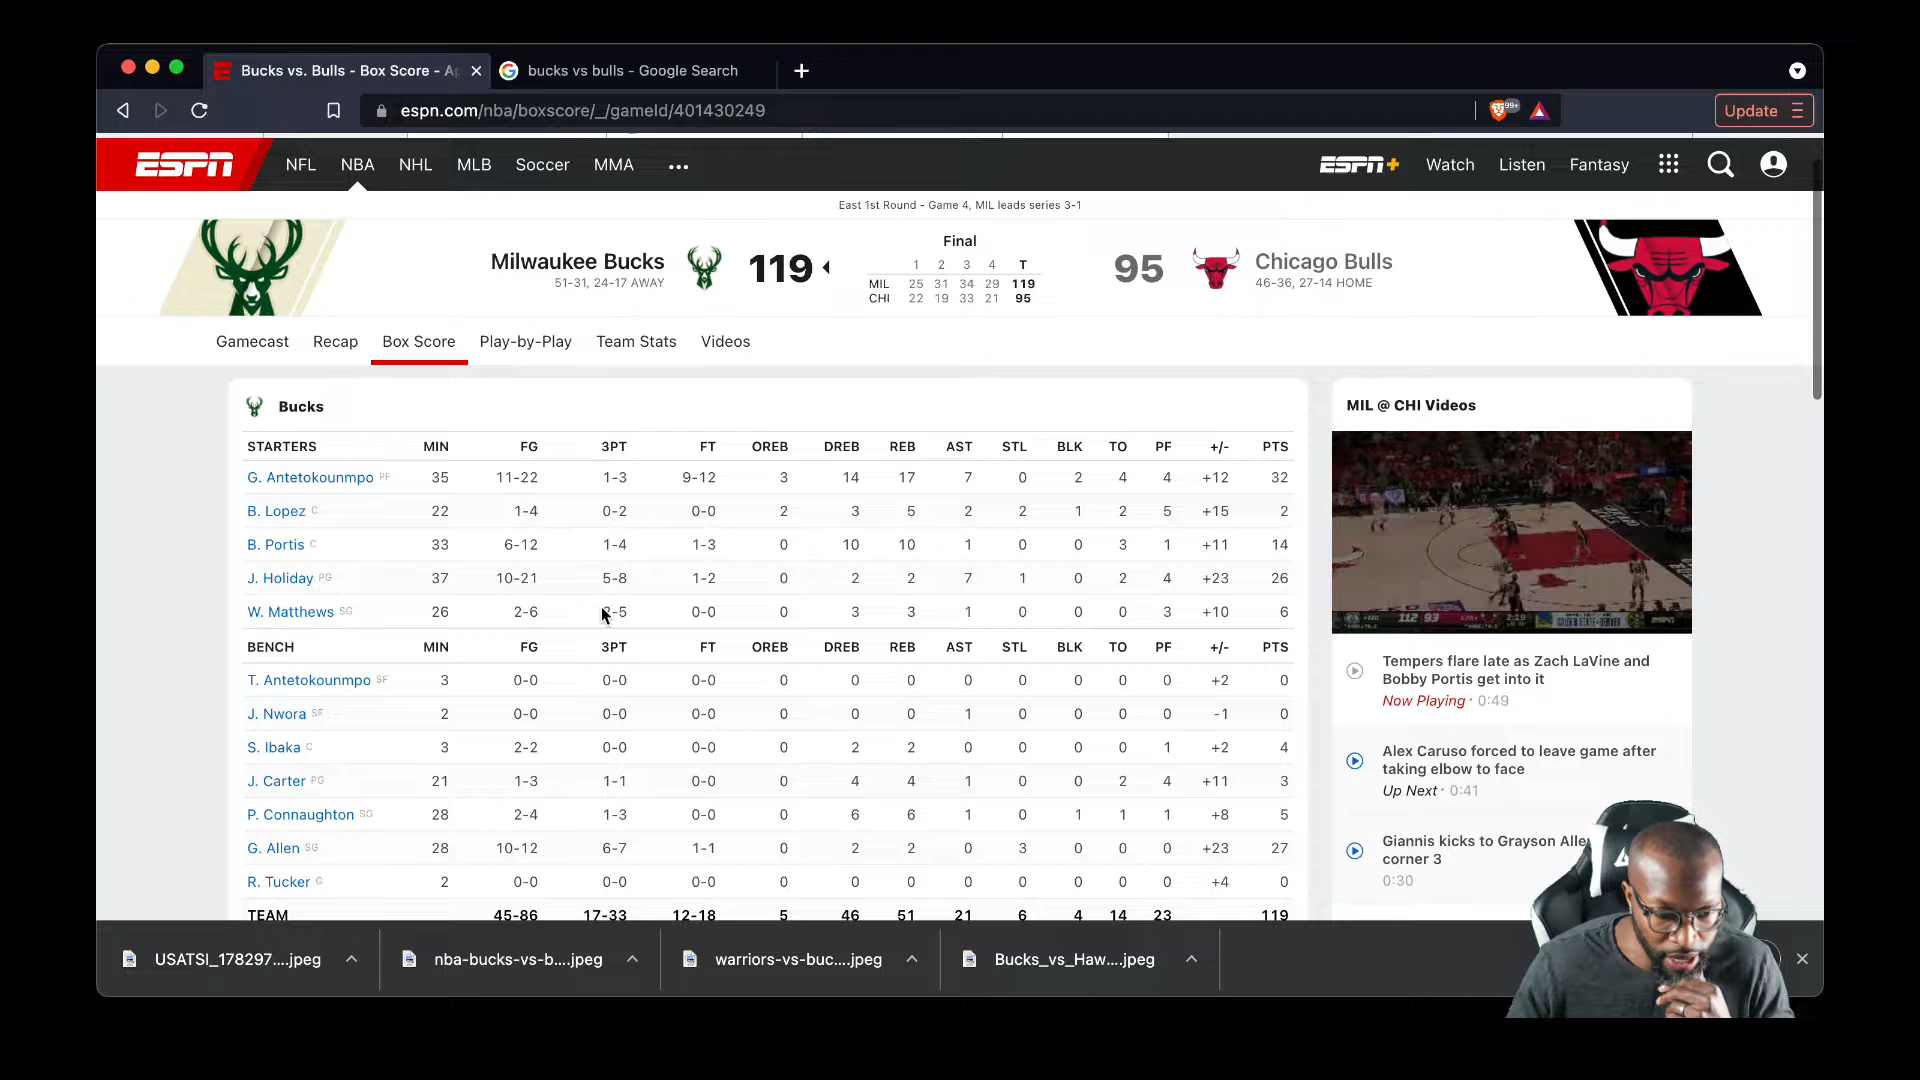 Bucks vs. Bulls - Box Score - Ap
bucks vs bulls - Google Search
espn.com/nba/boxscore/_/gameId/401430249
99+
Update
ESPN NFL NBA NHL MLB Soccer MMA ... ESPN+ Watch Listen Fantasy
East 1st Round - Game 4, MIL leads series 3-1
Milwaukee Bucks
51-31, 24-17 AWAY
119
Final
1 2 3 4 T
MIL 25 31 34 29 119
CHI 22 19 33 21 95
95
Chicago Bulls
46-36, 27-14 HOME
Gamecast Recap Box Score Play-by-Play Team Stats Videos
Bucks
STARTERS MIN FG 3PT FT OREB DREB REB AST STL BLK TO PF +/- PTS
G. Antetokounmpo PF 35 11-22 1-3 9-12 3 14 17 7 0 2 4 4 +12 32
B. Lopez C 22 1-4 0-2 0-0 2 3 5 2 2 1 2 5 +15 2
B. Portis C 33 6-12 1-4 1-3 0 10 10 1 0 0 3 1 +11 14
J. Holiday PG 37 10-21 5-8 1-2 0 2 2 7 1 0 2 4 +23 26
W. Matthews SG 26 2-6 -5 0-0 0 3 3 1 0 0 0 3 +10 6
BENCH MIN FG 3PT FT OREB DREB REB AST STL BLK TO PF +/- PTS
T. Antetokounmpo SF 3 0-0 0-0 0-0 0 0 0 0 0 0 0 0 +2 0
J. Nwora SF 2 0-0 0-0 0-0 0 0 0 1 0 0 0 0 -1 0
S. Ibaka C 3 2-2 0-0 0-0 0 2 2 0 0 0 0 1 +2 4
J. Carter PG 21 1-3 1-1 0-0 0 4 4 1 0 0 2 4 +11 3
P. Connaughton SG 28 2-4 1-3 0-0 0 6 6 1 0 1 1 1 +8 5
G. Allen SG 28 10-12 6-7 1-1 0 2 2 0 3 0 0 0 +23 27
R. Tucker G 2 0-0 0-0 0-0 0 0 0 0 0 0 0 0 +4 0
TEAM 45-86 17-33 12-18 5 46 51 21 6 4 14 23 119
MIL @ CHI Videos
112 93
Tempers flare late as Zach LaVine and
Bobby Portis get into it
Now Playing · 0:49
Alex Caruso forced to leave game after
taking elbow to face
Up Next · 0:41
Giannis kicks to Grayson Alle
corner 3
0:30
USATSI_178297....jpeg
nba-bucks-vs-b....jpeg
warriors-vs-buc....jpeg
Bucks_vs_Haw....jpeg